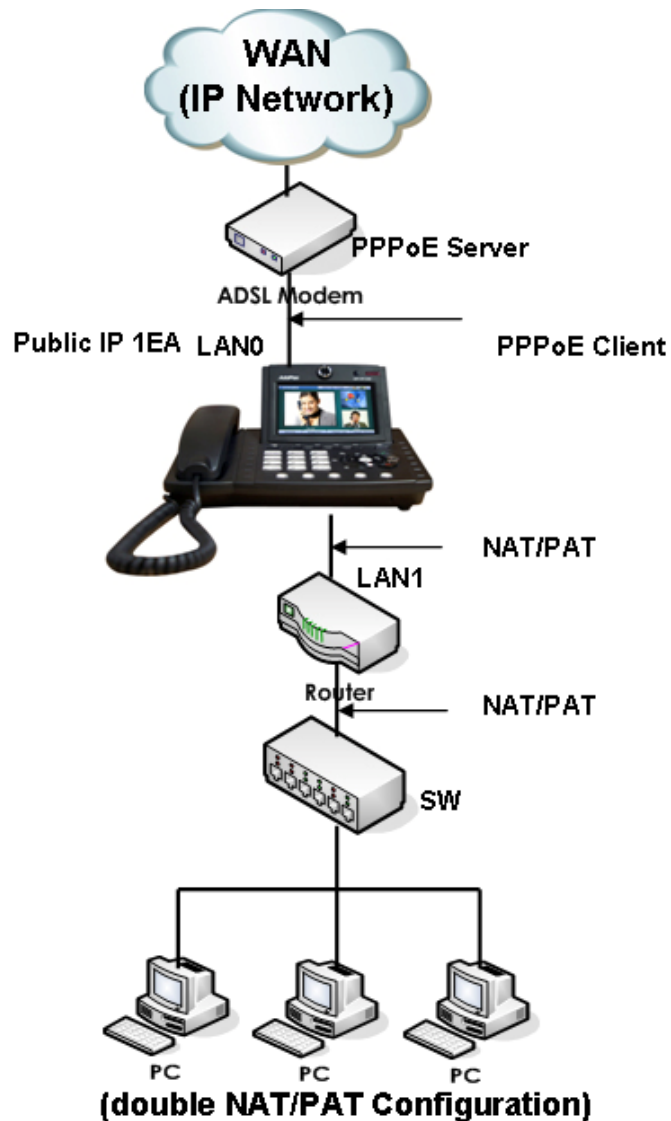 WAN
(IP Network)
PPPoE Server
ADSL Modem
Public IP 1EA LAN0
PPPoE Client
NAT/PAT
LAN1
Router
NAT/PAT
SW
PC PC PC
(double NAT/PAT Configuration)